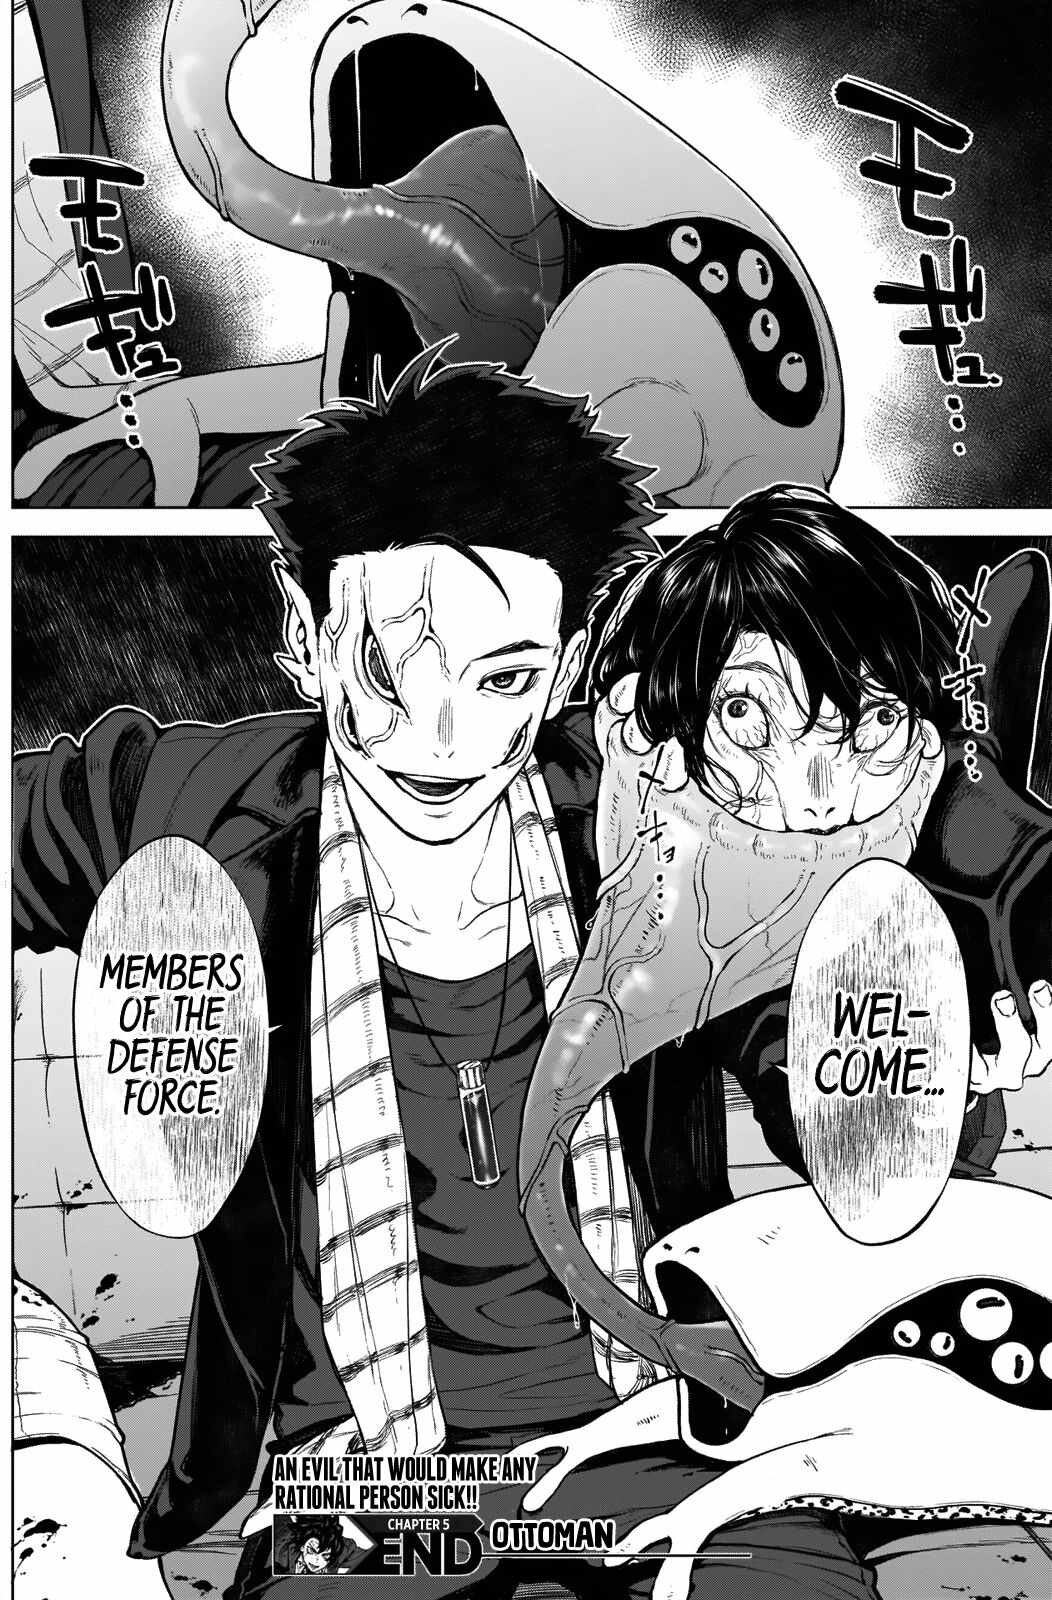 モギュ…
モギュ…
メキョ…
メキョ
WEL-
COME...
MEMBERS
OF THE
DEFENSE
FORCE.
AN EVIL THAT WOULD MAKE ANY
RATIONAL PERSON SICK!!
CHAPTER 5
END
OTTOMAN